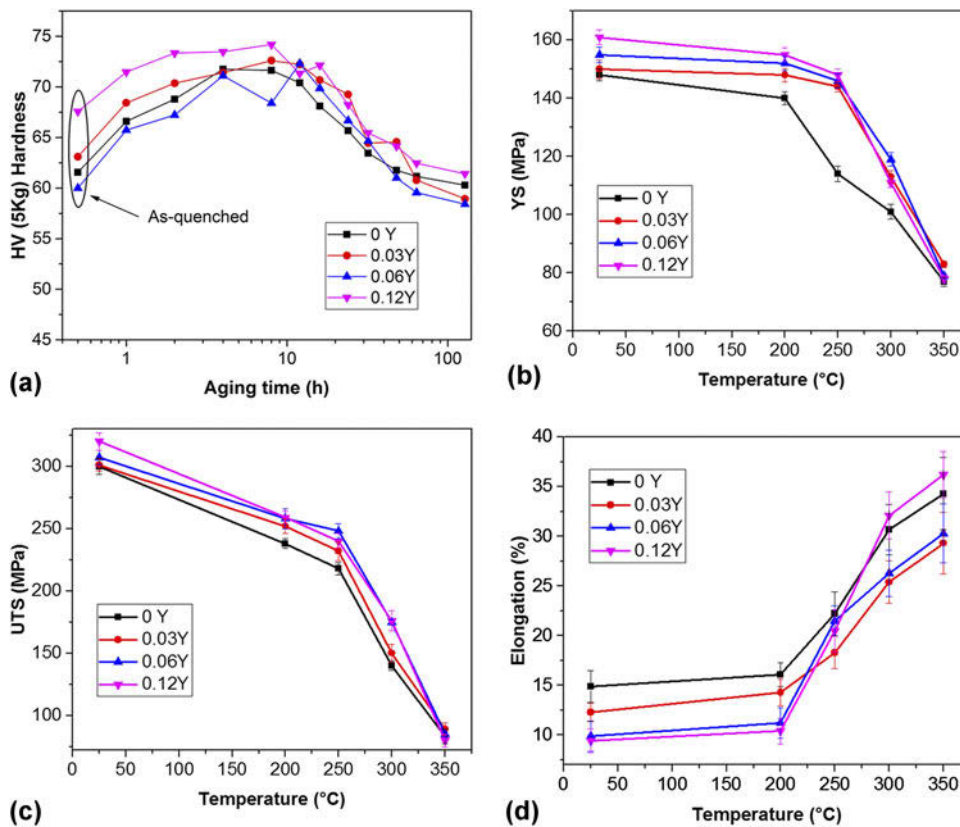 75
70
65
60
55
50
45
HV (5Kg) Hardness
As-quenched
0 Y
0.03Y
0.06Y
0.12Y
1
10
100
Aging time (h)
(a)
160
140
120
100
80
60
YS (MPa)
0 Y
0.03Y
0.06Y
0.12Y
0
50
100
150
200
250
300
350
Temperature (°C)
(b)
300
250
200
150
100
UTS (MPa)
0 Y
0.03Y
0.06Y
0.12Y
0
50
100
150
200
250
300
350
Temperature (°C)
(c)
40
35
30
25
20
15
10
Elongation (%)
0 Y
0.03Y
0.06Y
0.12Y
0
50
100
150
200
250
300
350
Temperature (°C)
(d)